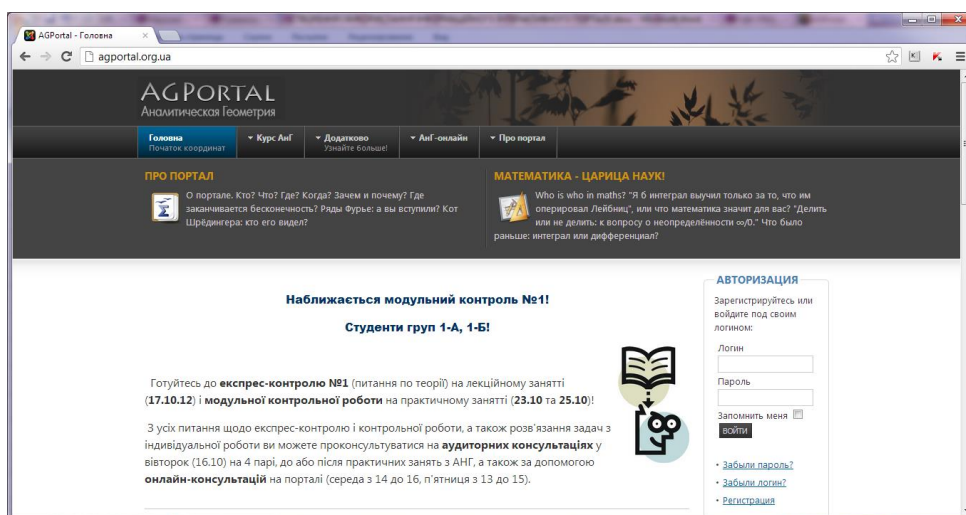 AGPortal - Головна
agportal.org.ua
AGPORTAL
Аналитическая Геометрия
Головна
Початок координат
Курс АнГ
Додатково
Узнайте больше!
АнГ-онлайн
Про портал
ПРО ПОРТАЛ
О портале. Кто? Что? Где? Когда? Зачем и почему? Где
заканчивается бесконечность? Ряды Фурье: а вы вступили? Кот
Шрёдингера: кто его видел?
МАТЕМАТИКА - ЦАРИЦА НАУК!
Who is who in maths? "Я б интеграл выучил только за то, что им
оперировал Лейбниц", или что математика значит для вас? "Делить
или не делить: к вопросу о неопределённости ∞/0." Что было
раньше: интеграл или дифференциал?
Наближається модульний контроль №1!
Студенти груп 1-А, 1-Б!
Готуйтесь до експрес-контролю №1 (питання по теорії) на лекційному занятті
(17.10.12) і модульної контрольної роботи на практичному занятті (23.10 та 25.10)!
З усіх питання щодо експрес-контролю і контрольної роботи, а також розв'язання задач з
індивідуальної роботи ви можете проконсультуватися на аудиторних консультаціях у
вівторок (16.10) на 4 парі, до або після практичних занять з АНГ, а також за допомогою
онлайн-консультацій на порталі (середа з 14 до 16, п'ятниця з 13 до 15).
АВТОРИЗАЦИЯ
Зарегистрируйтесь или
войдите под своим
логином:
Логин
Пароль
Запомнить меня
ВОЙТИ
• Забыли пароль?
• Забыли логин?
• Регистрация